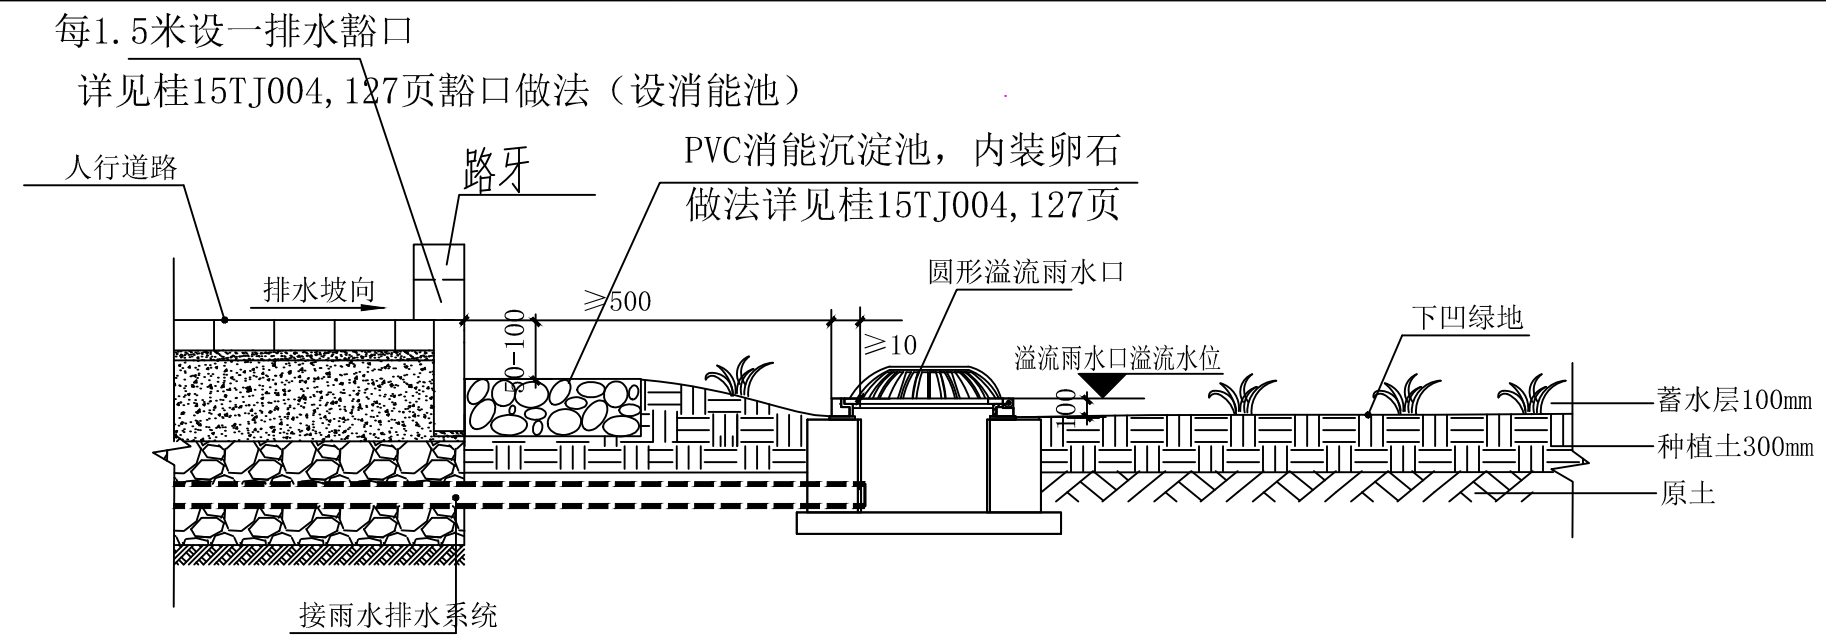 每1.5米设一排水豁口
详见桂15TJ004,127页豁口做法（设消能池）
人行道路
路牙
PVC消能沉淀池，内装卵石
做法详见桂15TJ004,127页
排水坡向
≥500
50-100
≥10
圆形溢流雨水口
溢流雨水口溢流水位
100
下凹绿地
蓄水层100mm
种植土300mm
原土
接雨水排水系统